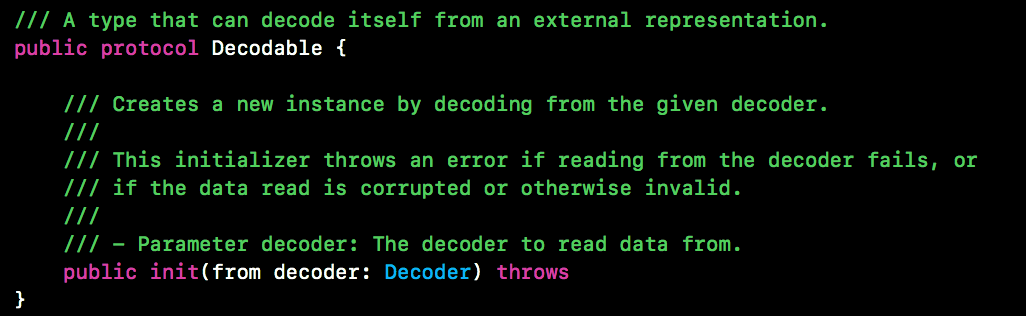 /// A type that can decode itself from an external representation.
public protocol Decodable {
/// Creates a new instance by decoding from the given decoder.
///
/// This initializer throws an error if reading from the decoder fails, or
/// if the data read is corrupted or otherwise invalid.
///
/// – Parameter decoder: The decoder to read data from.
public init(from decoder: Decoder) throws
}